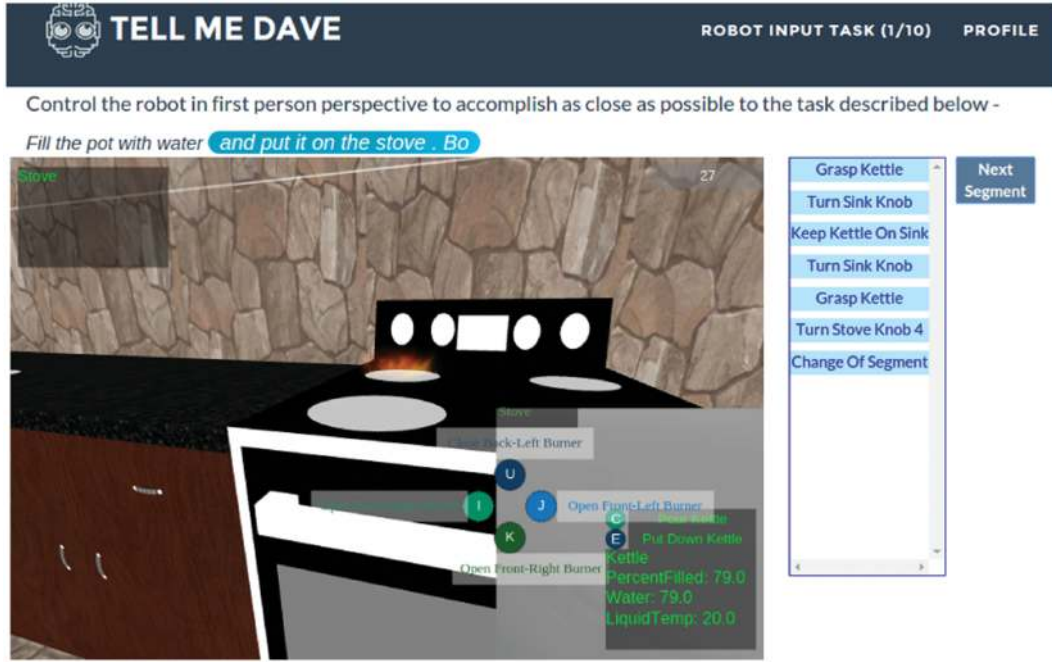 TELL ME DAVE
ROBOT INPUT TASK (1/10) PROFILE
Control the robot in first person perspective to accomplish as close as possible to the task described below -
Fill the pot with water and put it on the stove . Bo
Stove
27
Stove
Close Back-Left Burner
U
I
J Open Front-Left Burner
K
Open Front-Right Burner
C Pour Kettle
E Put Down Kettle
Kettle
PercentFilled: 79.0
Water: 79.0
LiquidTemp: 20.0
Grasp Kettle
Turn Sink Knob
Keep Kettle On Sink
Turn Sink Knob
Grasp Kettle
Turn Stove Knob 4
Change Of Segment
Next
Segment